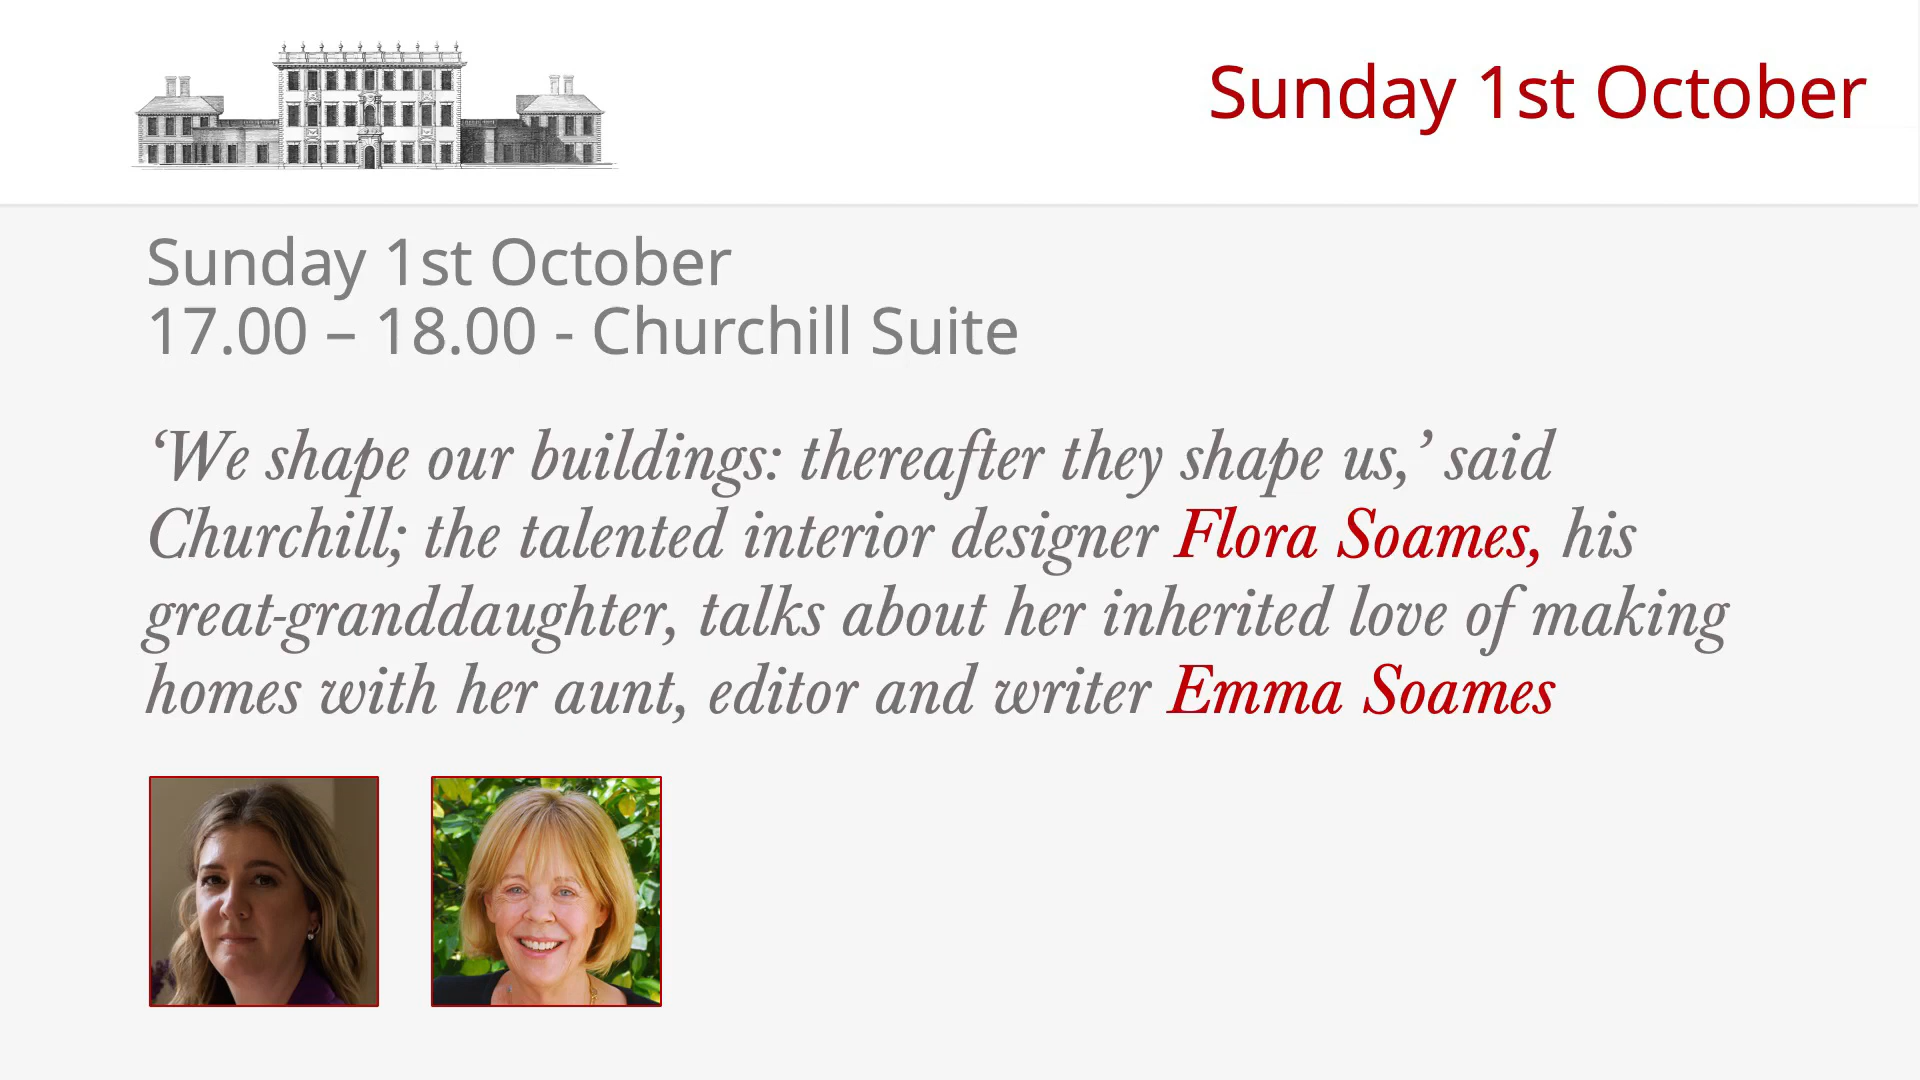 Sunday 1st October
Sunday 1st October
17.00 – 18.00 - Churchill Suite
‘We shape our buildings: thereafter they shape us,’ said
Churchill; the talented interior designer Flora Soames, his
great-granddaughter, talks about her inherited love of making
homes with her aunt, editor and writer Emma Soames